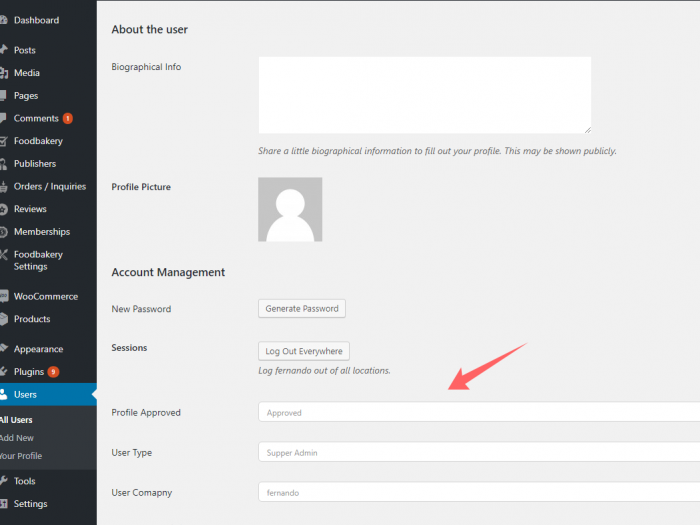 Dashboard
Posts
Media
Pages
Comments 1
Foodbakery
Publishers
Orders / Inquiries
Reviews
Memberships
Foodbakery
Settings
WooCommerce
Products
Appearance
Plugins 9
Users
All Users
Add New
Your Profile
Tools
Settings
About the user
Biographical Info
Share a little biographical information to fill out your profile. This may be shown publicly.
Profile Picture
Account Management
New Password Generate Password
Sessions Log Out Everywhere
Log fernando out of all locations.
Profile Approved Approved
User Type Supper Admin
User Comapny fernando